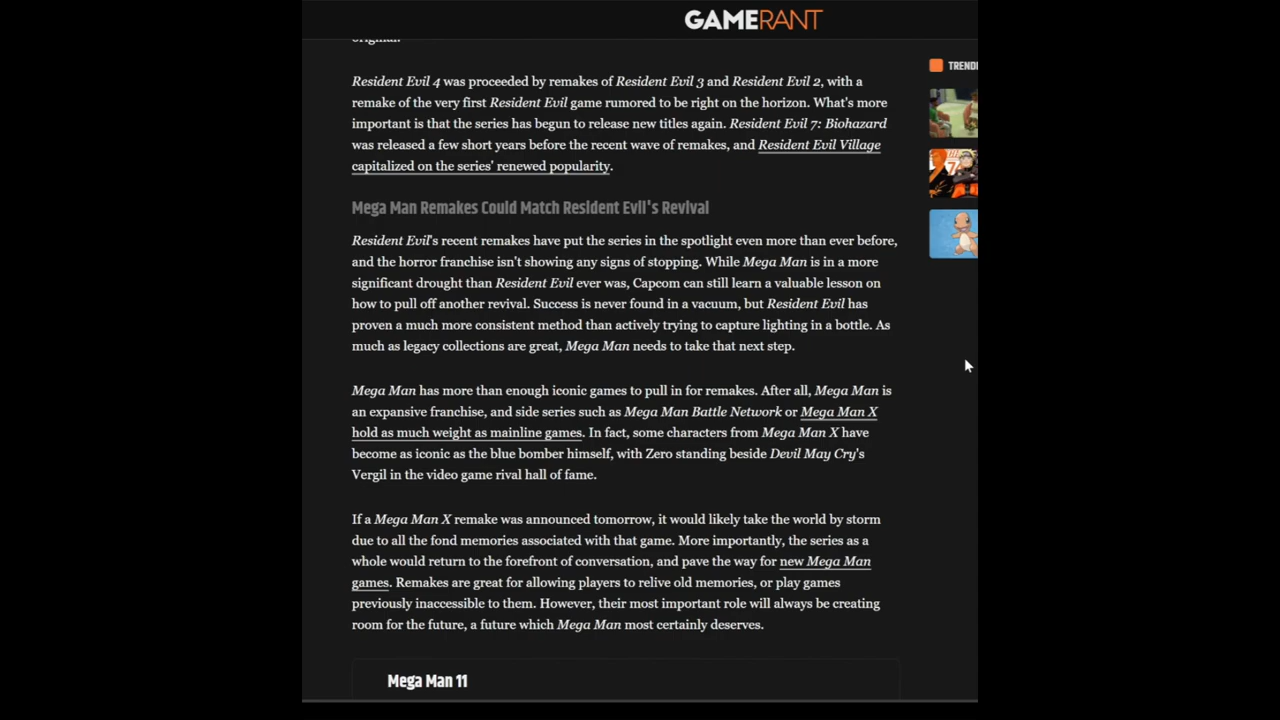 GAMERANT
original.
Resident Evil 4 was proceeded by remakes of Resident Evil 3 and Resident Evil 2, with a
remake of the very first Resident Evil game rumored to be right on the horizon. What's more
important is that the series has begun to release new titles again. Resident Evil 7: Biohazard
was released a few short years before the recent wave of remakes, and Resident Evil Village
capitalized on the series' renewed popularity.
TRENDI
Mega Man Remakes Could Match Resident Evil's Revival
Resident Evil's recent remakes have put the series in the spotlight even more than ever before,
and the horror franchise isn't showing any signs of stopping. While Mega Man is in a more
significant drought than Resident Evil ever was, Capcom can still learn a valuable lesson on
how to pull off another revival. Success is never found in a vacuum, but Resident Evil has
proven a much more consistent method than actively trying to capture lighting in a bottle. As
much as legacy collections are great, Mega Man needs to take that next step.
Mega Man has more than enough iconic games to pull in for remakes. After all, Mega Man is
an expansive franchise, and side series such as Mega Man Battle Network or Mega Man X
hold as much weight as mainline games. In fact, some characters from Mega Man X have
become as iconic as the blue bomber himself, with Zero standing beside Devil May Cry's
Vergil in the video game rival hall of fame.
If a Mega Man X remake was announced tomorrow, it would likely take the world by storm
due to all the fond memories associated with that game. More importantly, the series as a
whole would return to the forefront of conversation, and pave the way for new Mega Man
games. Remakes are great for allowing players to relive old memories, or play games
previously inaccessible to them. However, their most important role will always be creating
room for the future, a future which Mega Man most certainly deserves.
Mega Man 11